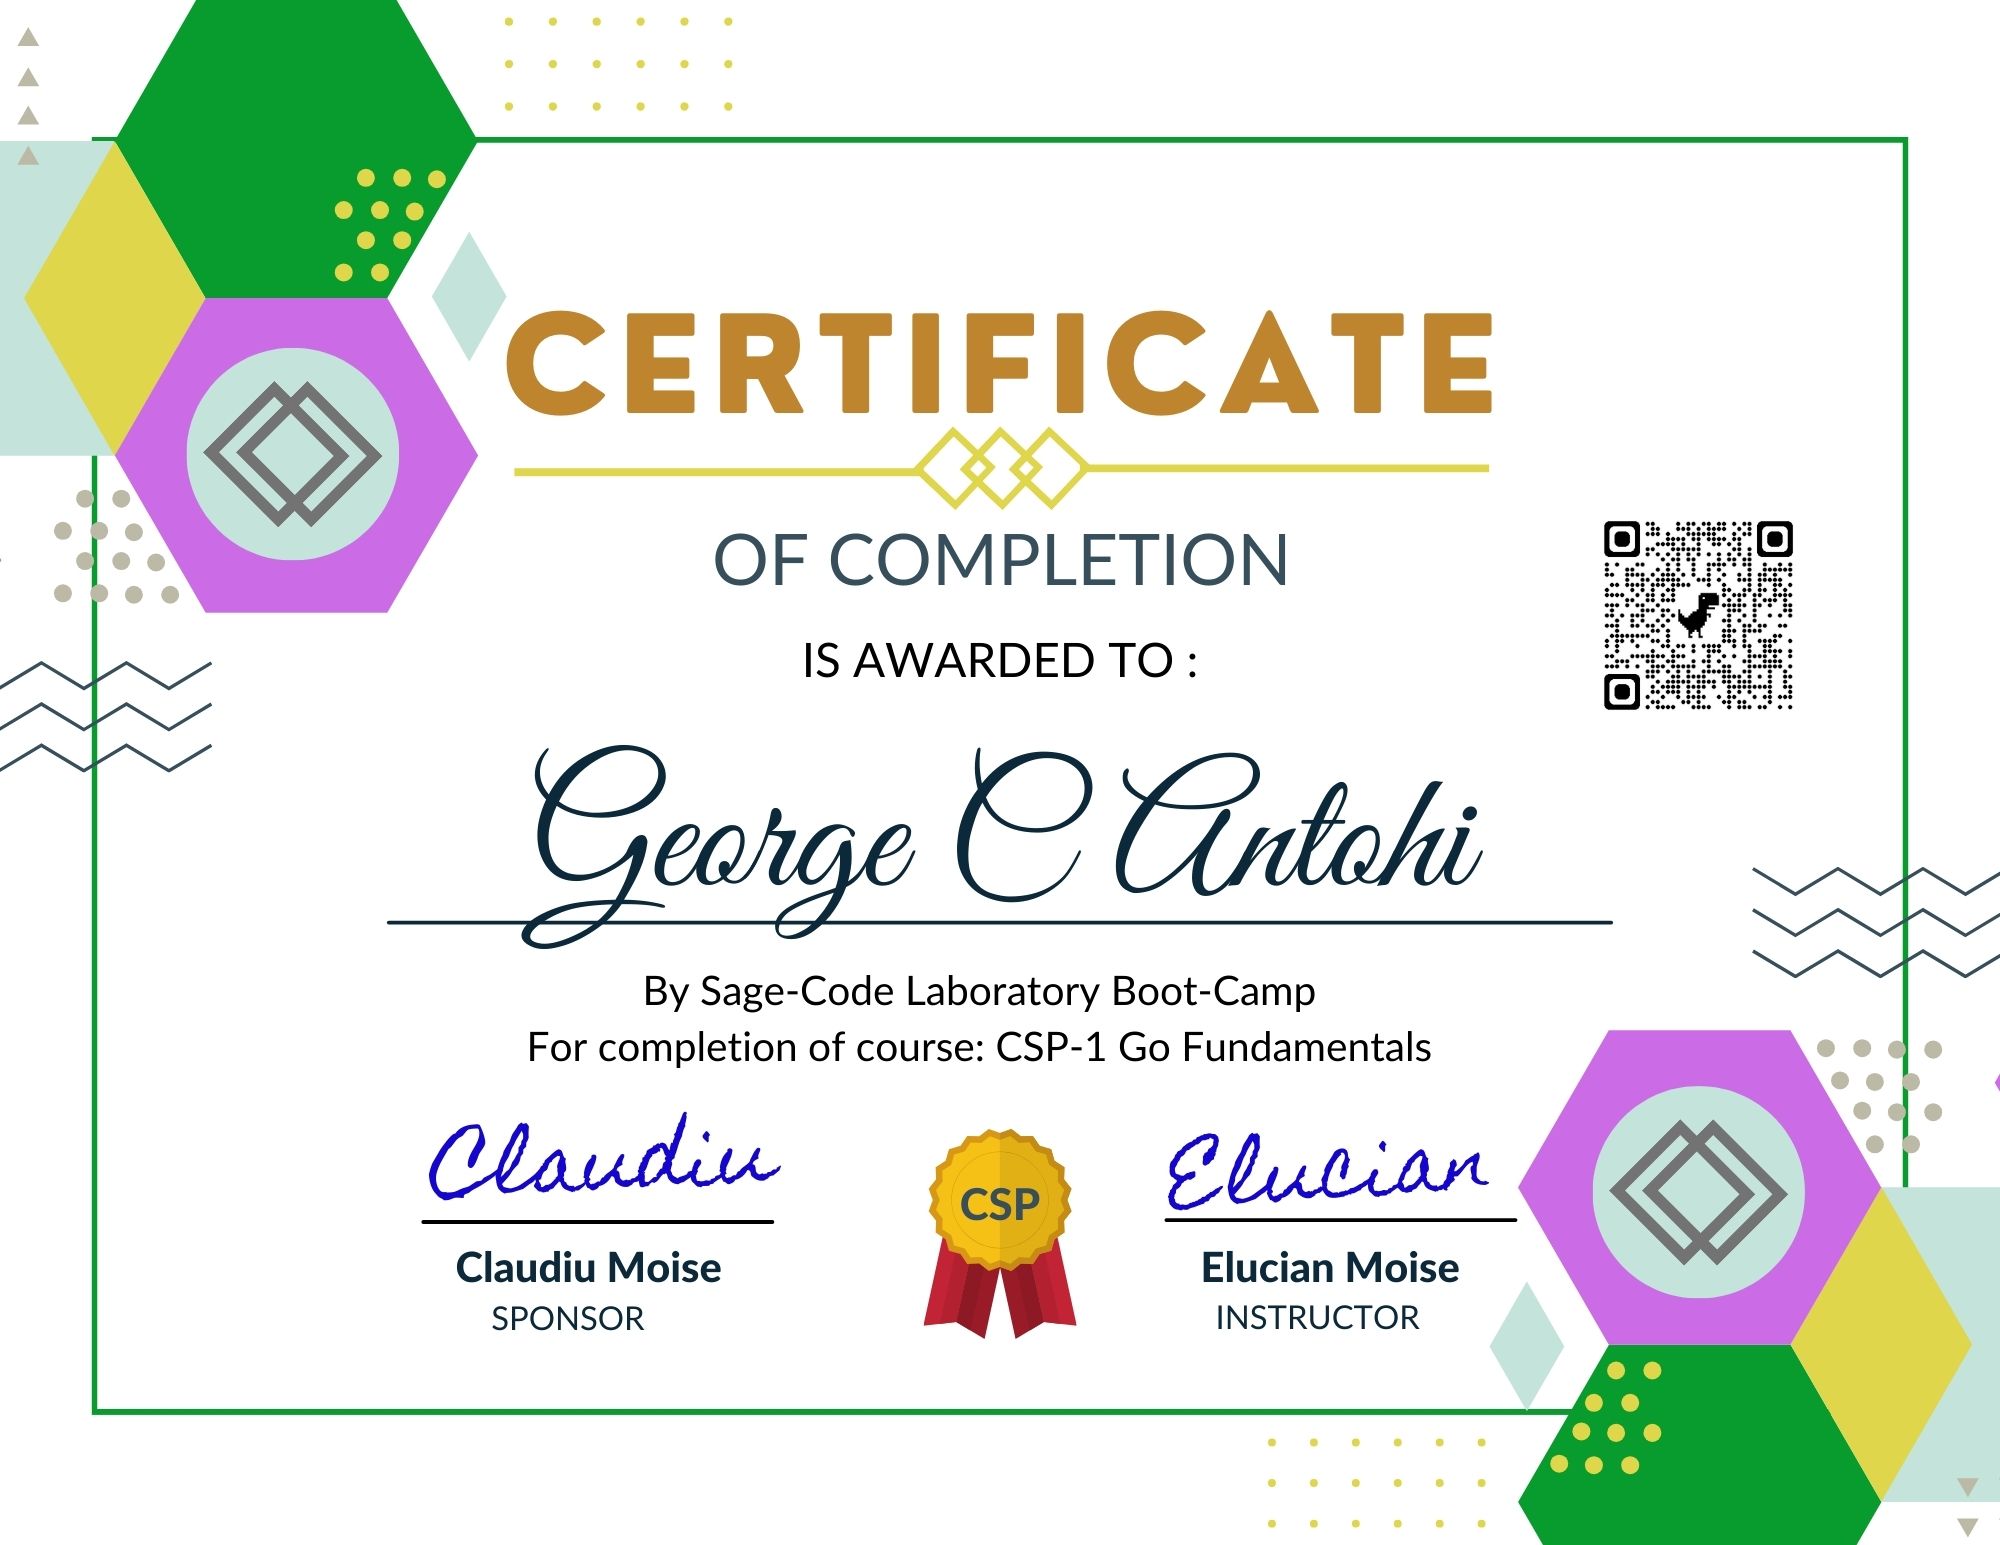 CERTIFICATE
OF COMPLETION
IS AWARDED TO :
George C Antohi
By Sage-Code Laboratory Boot-Camp
For completion of course: CSP-1 Go Fundamentals
Claudiu
CSP
Elucian
Claudiu Moise
Elucian Moise
SPONSOR
INSTRUCTOR